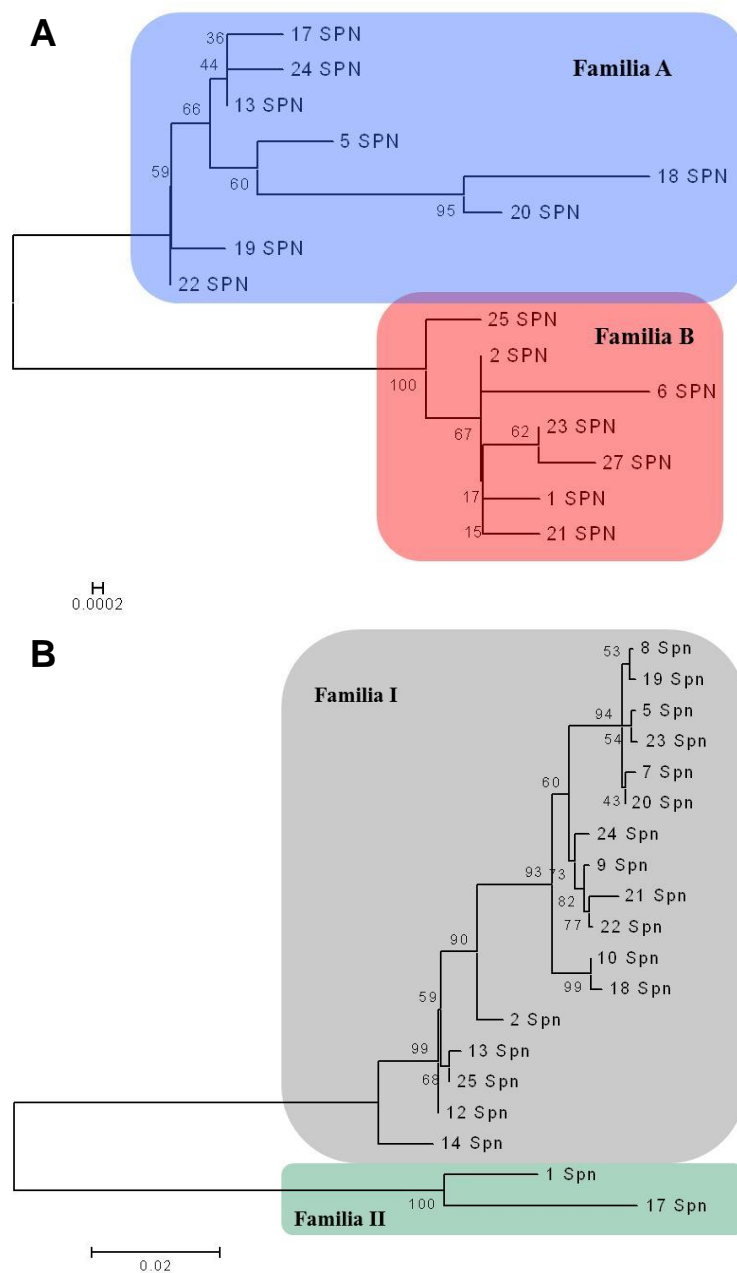 A
36
17 SPN
44
24 SPN
Familia A
13 SPN
66
5 SPN
59
18 SPN
60
95
20 SPN
19 SPN
22 SPN
25 SPN
Familia B
2 SPN
100
6 SPN
67
62
23 SPN
27 SPN
17
1 SPN
15
21 SPN
0.0002
B
53
8 Spn
19 Spn
Familia I
94
5 Spn
54
23 Spn
7 Spn
60
43
20 Spn
24 Spn
93
73
9 Spn
82
21 Spn
77
22 Spn
90
10 Spn
99
18 Spn
59
2 Spn
99
13 Spn
68
25 Spn
12 Spn
14 Spn
1 Spn
100
17 Spn
Familia II
0.02